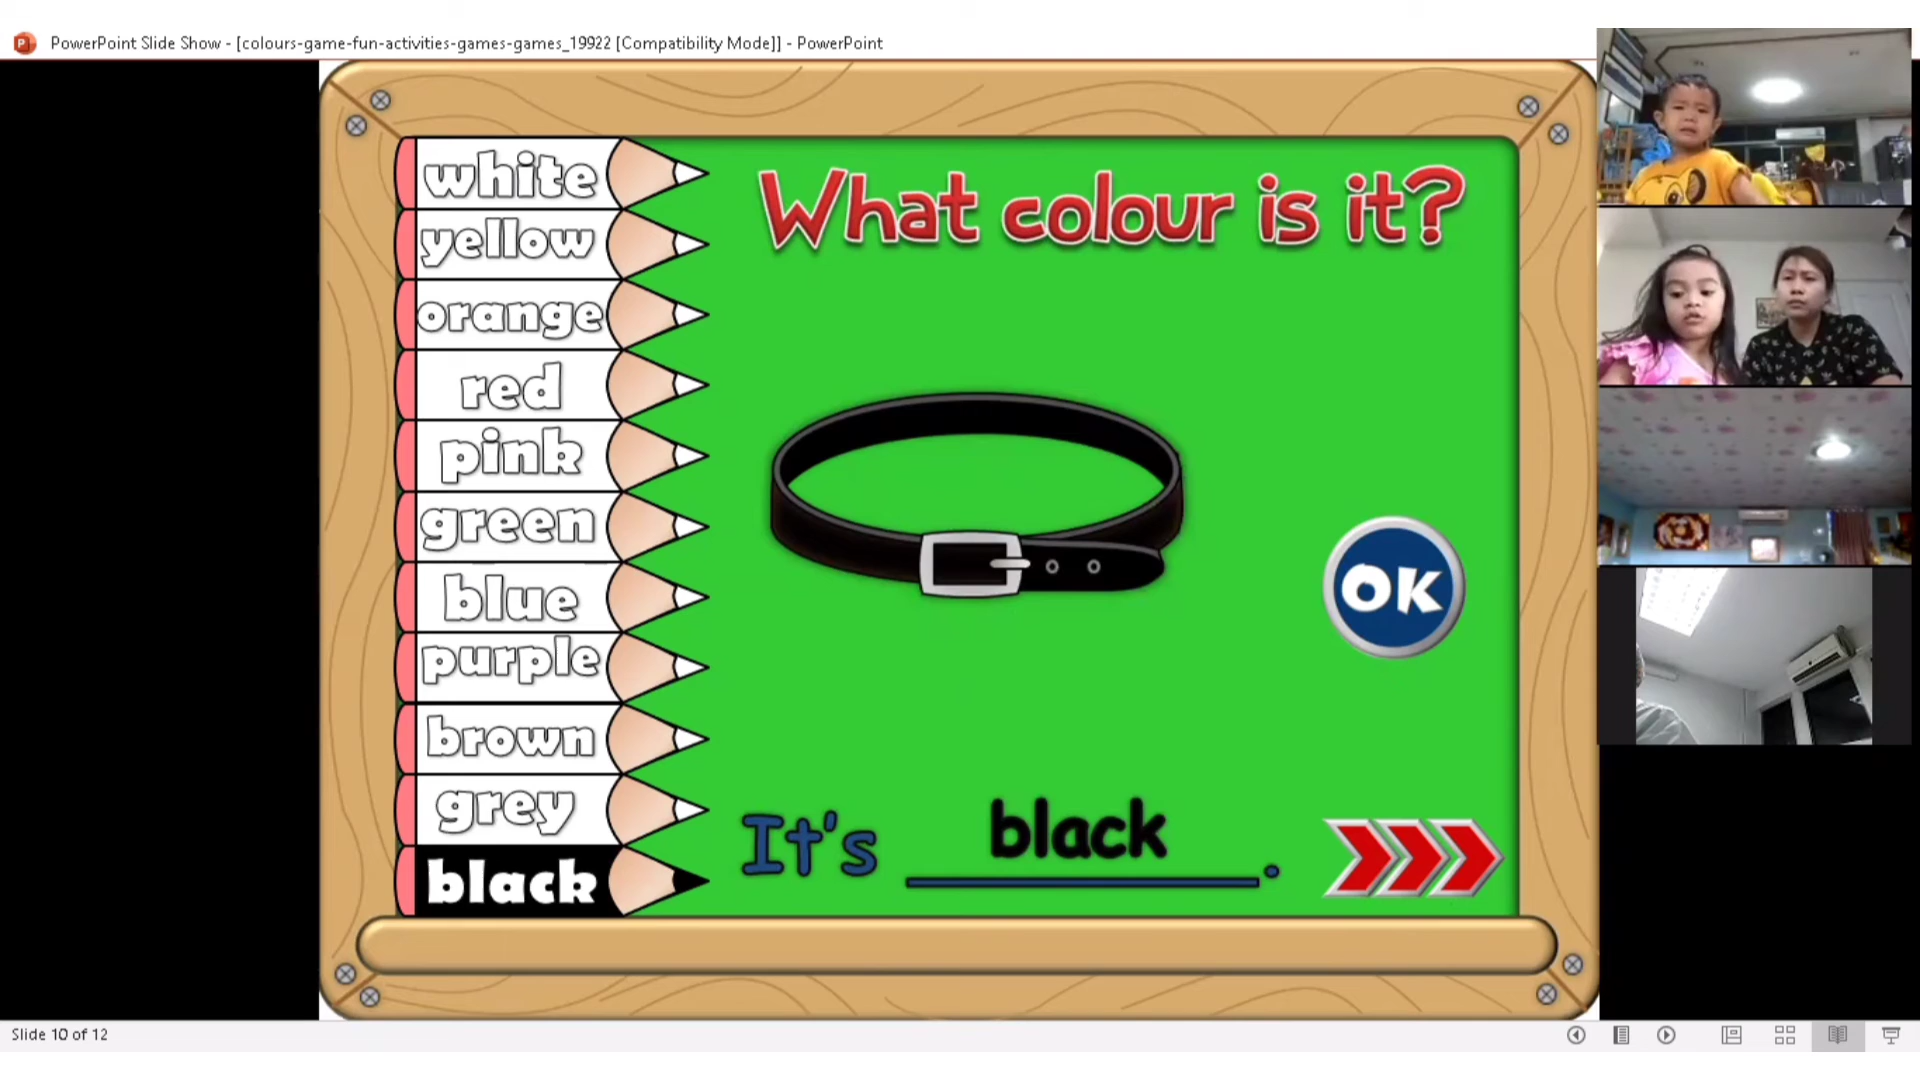 PowerPoint Slide Show - [colours-game-fun-activities-games-games_19922 [Compatibility Mode]] - PowerPoint
What colour is it?
white
yellow
orange
red
pink
green
blue
purple
brown
grey
black
OK
It's black.
Slide 10 of 12